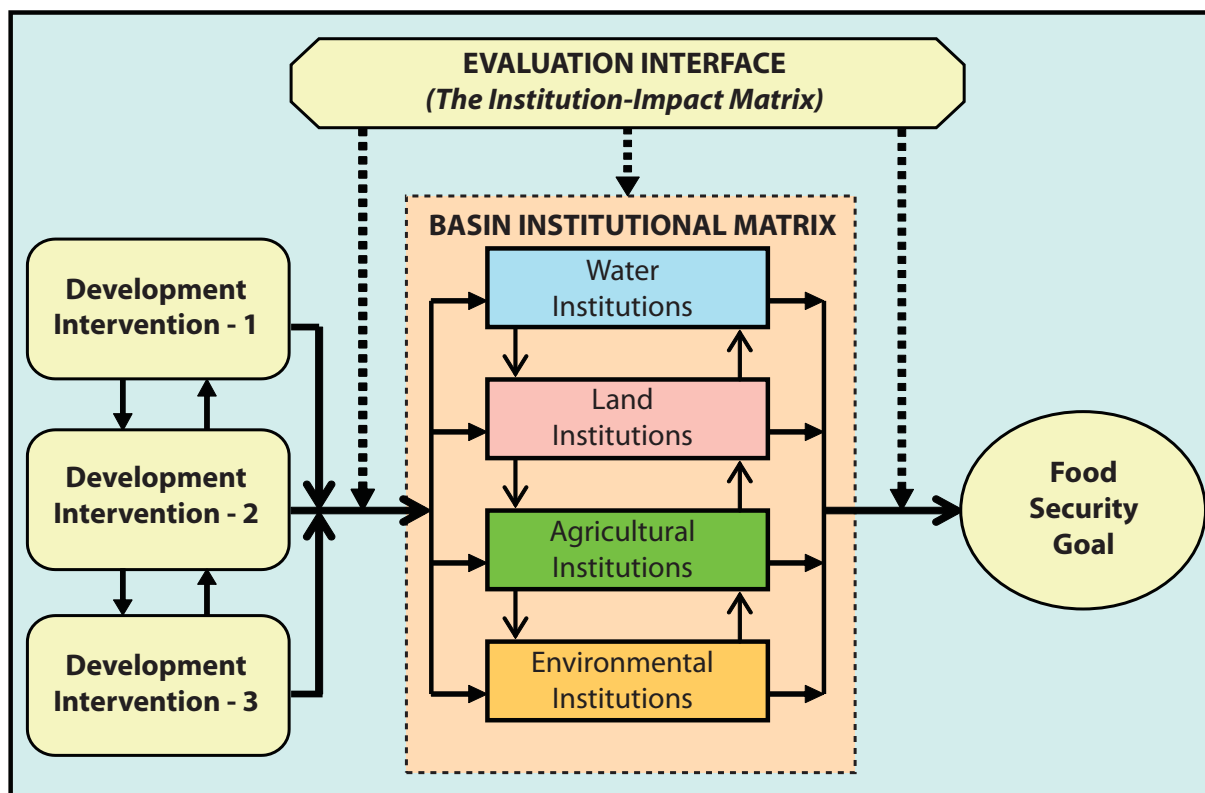 EVALUATION INTERFACE
(The Institution-Impact Matrix)
BASIN INSTITUTIONAL MATRIX
Development
Intervention - 1
Development
Intervention - 2
Development
Intervention - 3
Water
Institutions
Land
Institutions
Agricultural
Institutions
Environmental
Institutions
Food
Security
Goal